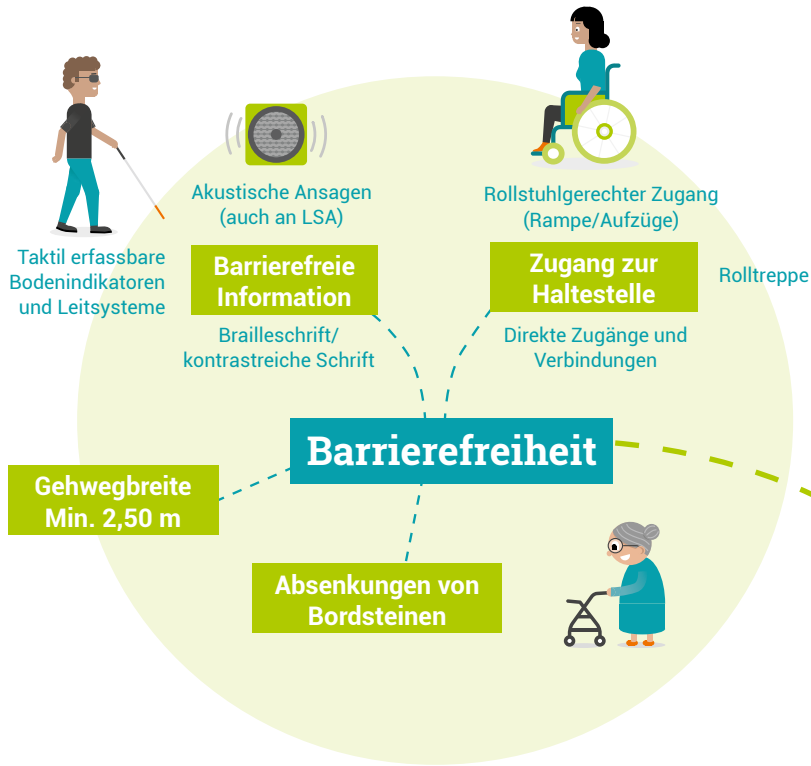 Akustische Ansagen
(auch an LSA)
Taktil erfassbare
Bodenindikatoren
und Leitsysteme
Barrierefreie
Information
Brailleschrift/
kontrastreiche Schrift
Rollstuhlgerechter Zugang
(Rampe/Aufzüge)
Zugang zur
Haltestelle
Rolltreppe
Direkte Zugänge und
Verbindungen
Barrierefreiheit
Gehwegbreite
Min. 2,50 m
Absenkungen von
Bordsteinen